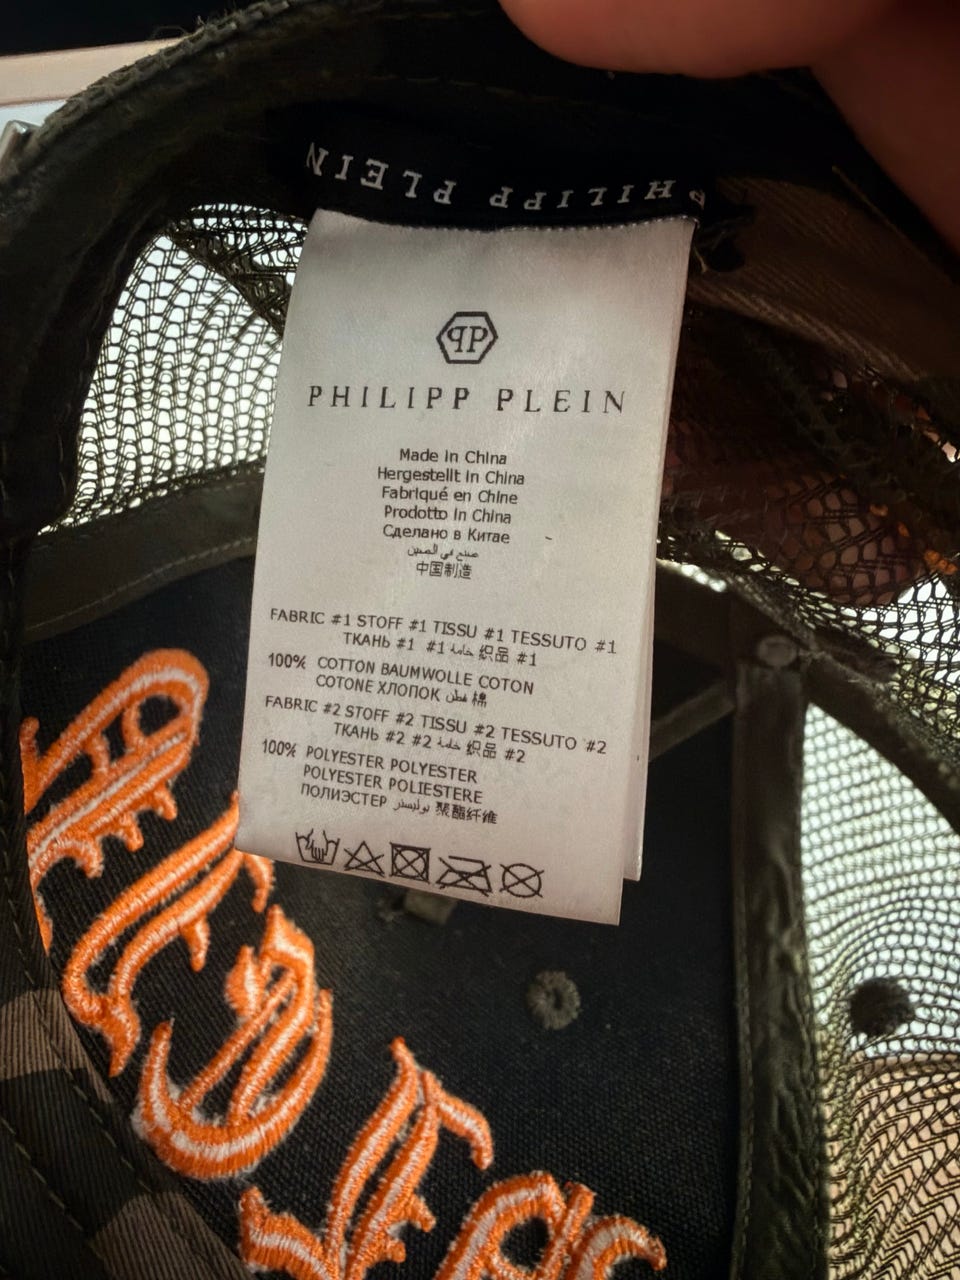 PHILIPP PLEIN
PHILIPP PLEIN
Made in China
Hergestellt in China
Fabriqué en Chine
Prodotto in China
Сделано в Китае
صنع في الصين
中国制造
FABRIC #1 STOFF #1 TISSU #1 TESSUTO #1
ТКАНЬ #1 #1 خامة 织品 #1
100% COTTON BAUMWOLLE COTON
COTONE ХЛОПОК قطن 棉
FABRIC #2 STOFF #2 TISSU #2 TESSUTO #2
ТКАНЬ #2 #2 خامة 织品 #2
100% POLYESTER POLYESTER
POLYESTER POLIESTERE
ПОЛИЭСТЕР بوليستر 聚酯纤维